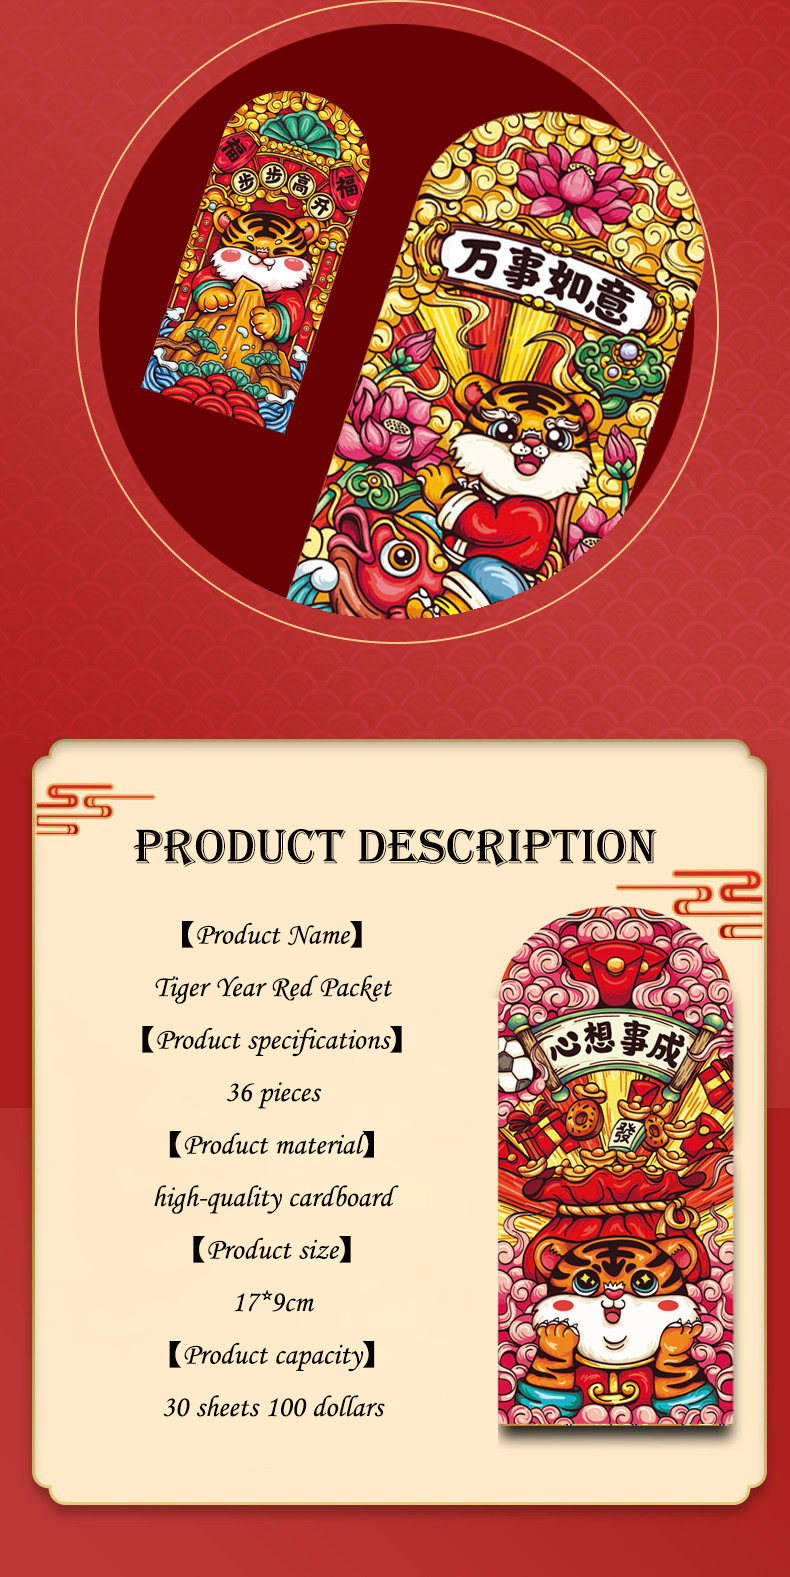 福
步步高升
福
万事如意
PRODUCT DESCRIPTION
【Product Name】
Tiger Year Red Packet
【Product specifications】
36 pieces
【Product material】
high-quality cardboard
【Product size】
17*9cm
【Product capacity】
30 sheets 100 dollars
心想事成
發